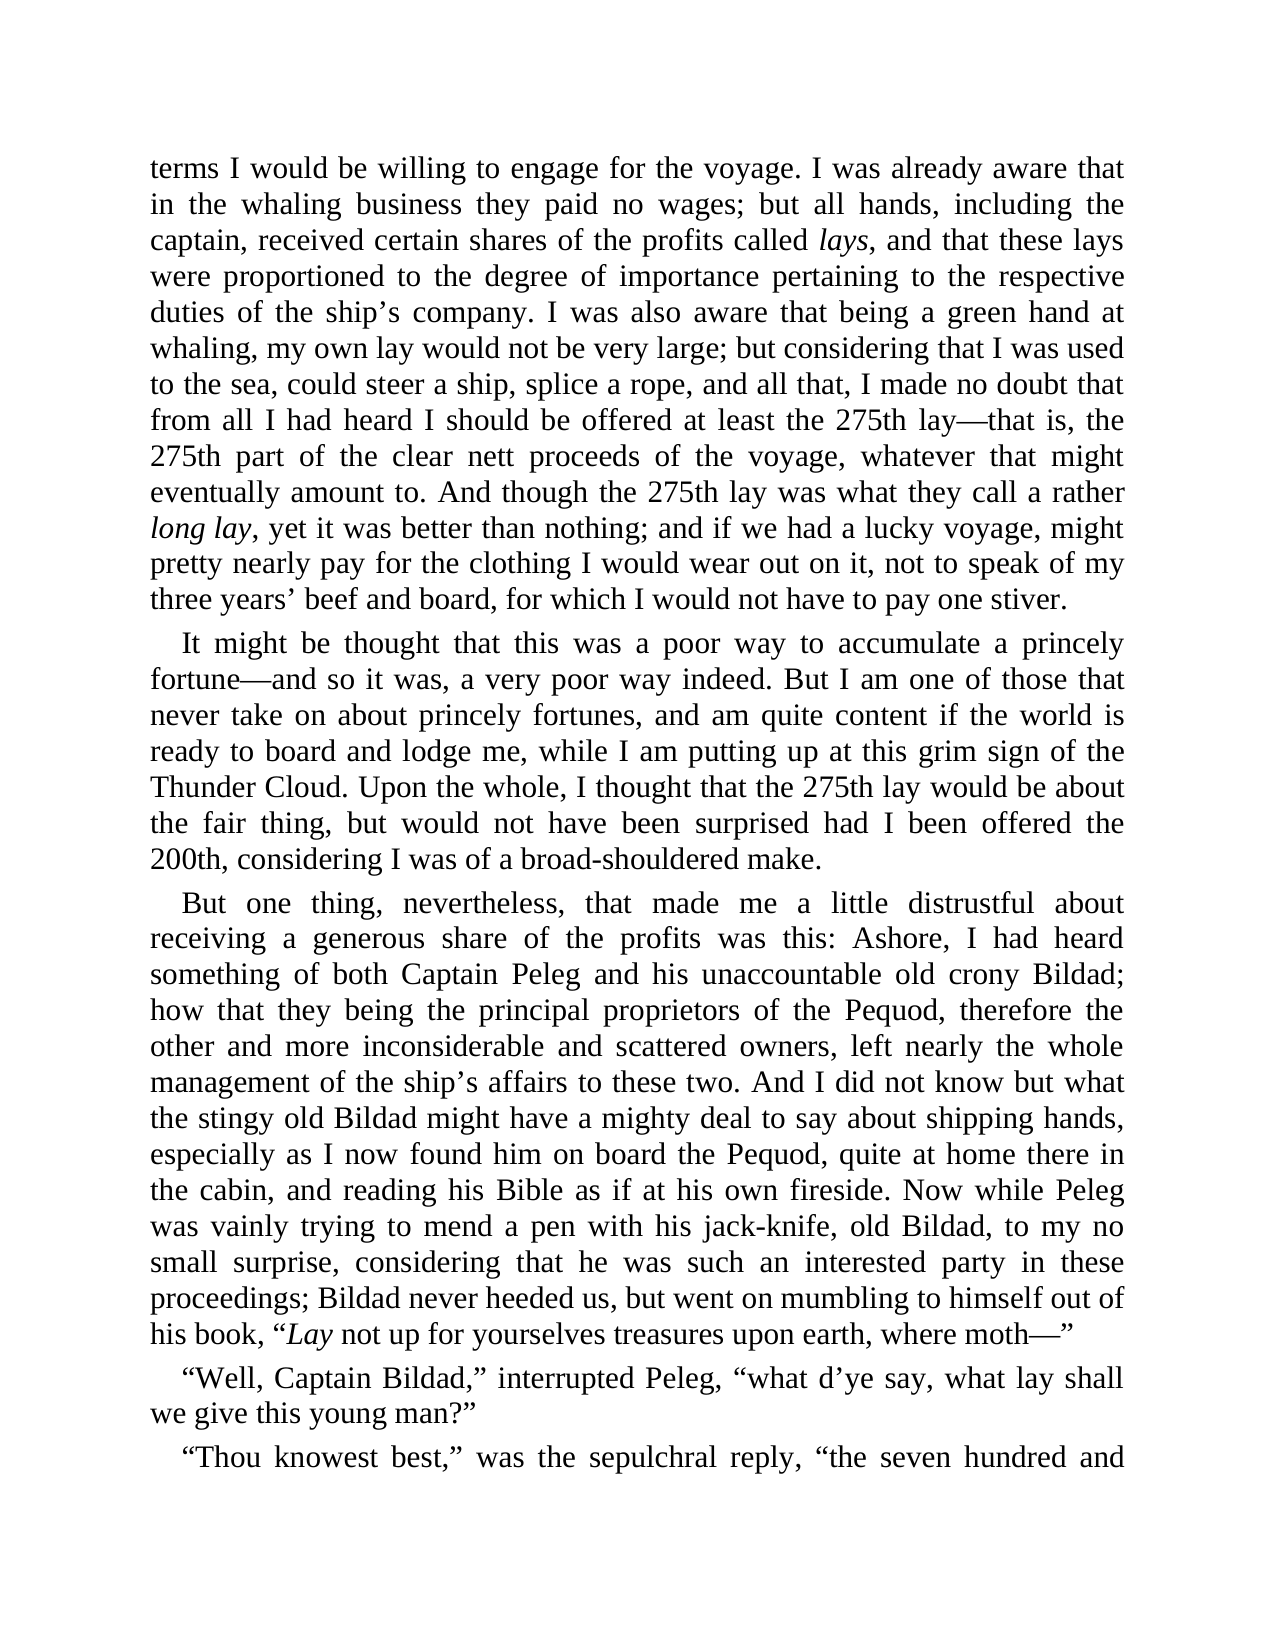 terms I would be willing to engage for the voyage. I was already aware that
in the whaling business they paid no wages; but all hands, including the
captain, received certain shares of the profits called lays, and that these lays
were proportioned to the degree of importance pertaining to the respective
duties of the ship’s company. I was also aware that being a green hand at
whaling, my own lay would not be very large; but considering that I was used
to the sea, could steer a ship, splice a rope, and all that, I made no doubt that
from all I had heard I should be offered at least the 275th lay—that is, the
275th part of the clear nett proceeds of the voyage, whatever that might
eventually amount to. And though the 275th lay was what they call a rather
long lay, yet it was better than nothing; and if we had a lucky voyage, might
pretty nearly pay for the clothing I would wear out on it, not to speak of my
three years’ beef and board, for which I would not have to pay one stiver.
It might be thought that this was a poor way to accumulate a princely
fortune—and so it was, a very poor way indeed. But I am one of those that
never take on about princely fortunes, and am quite content if the world is
ready to board and lodge me, while I am putting up at this grim sign of the
Thunder Cloud. Upon the whole, I thought that the 275th lay would be about
the fair thing, but would not have been surprised had I been offered the
200th, considering I was of a broad-shouldered make.
But one thing, nevertheless, that made me a little distrustful about
receiving a generous share of the profits was this: Ashore, I had heard
something of both Captain Peleg and his unaccountable old crony Bildad;
how that they being the principal proprietors of the Pequod, therefore the
other and more inconsiderable and scattered owners, left nearly the whole
management of the ship’s affairs to these two. And I did not know but what
the stingy old Bildad might have a mighty deal to say about shipping hands,
especially as I now found him on board the Pequod, quite at home there in
the cabin, and reading his Bible as if at his own fireside. Now while Peleg
was vainly trying to mend a pen with his jack-knife, old Bildad, to my no
small surprise, considering that he was such an interested party in these
proceedings; Bildad never heeded us, but went on mumbling to himself out of
his book, “Lay not up for yourselves treasures upon earth, where moth—”
“Well, Captain Bildad,” interrupted Peleg, “what d’ye say, what lay shall
we give this young man?”
“Thou knowest best,” was the sepulchral reply, “the seven hundred and